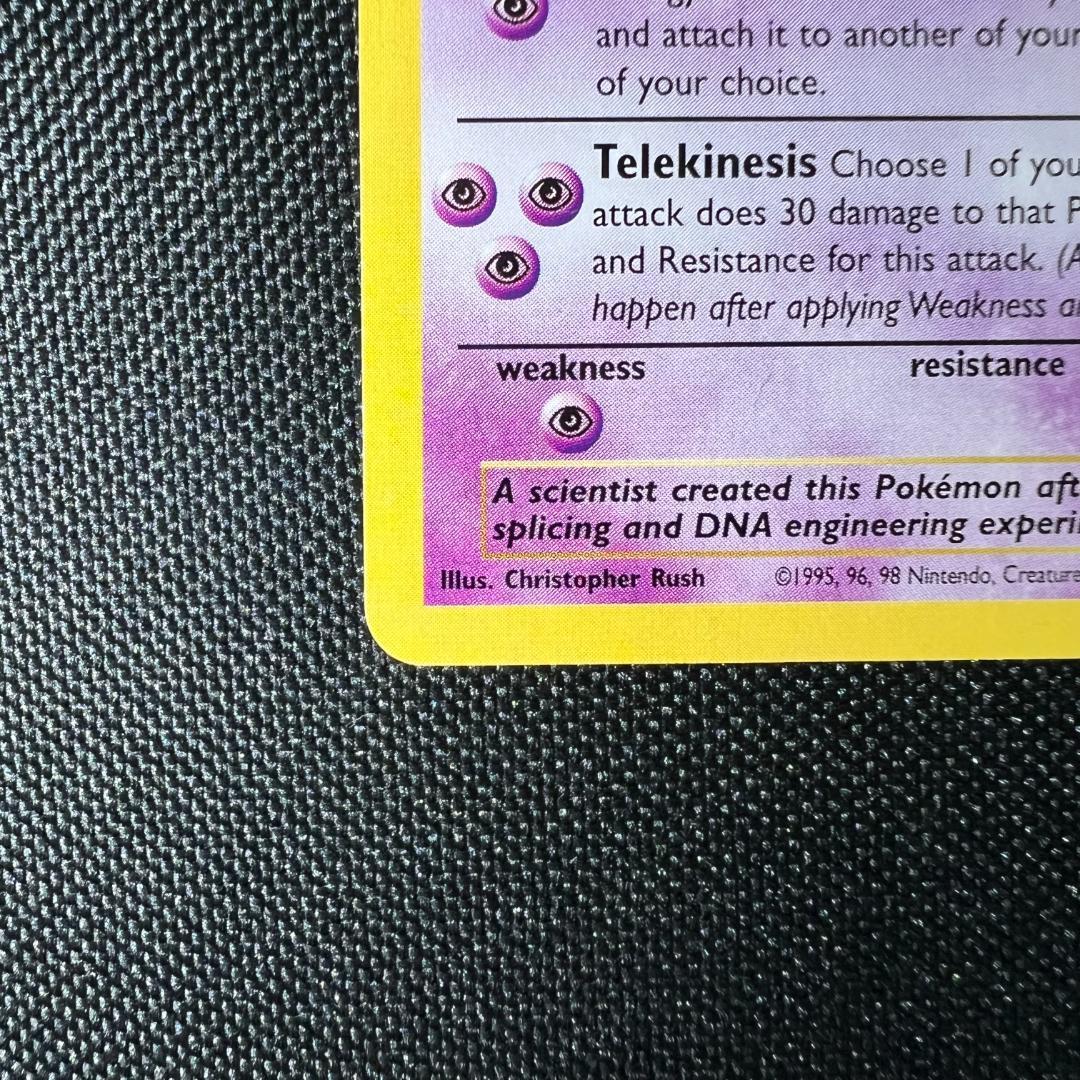 and attach it to another of your
of your choice.
Telekinesis Choose 1 of you
attack does 30 damage to that P
and Resistance for this attack. (A
happen after applying Weakness a
weakness resistance
A scientist created this Pokémon aft
splicing and DNA engineering experi
Illus. Christopher Rush ©1995, 96, 98 Nintendo, Creature